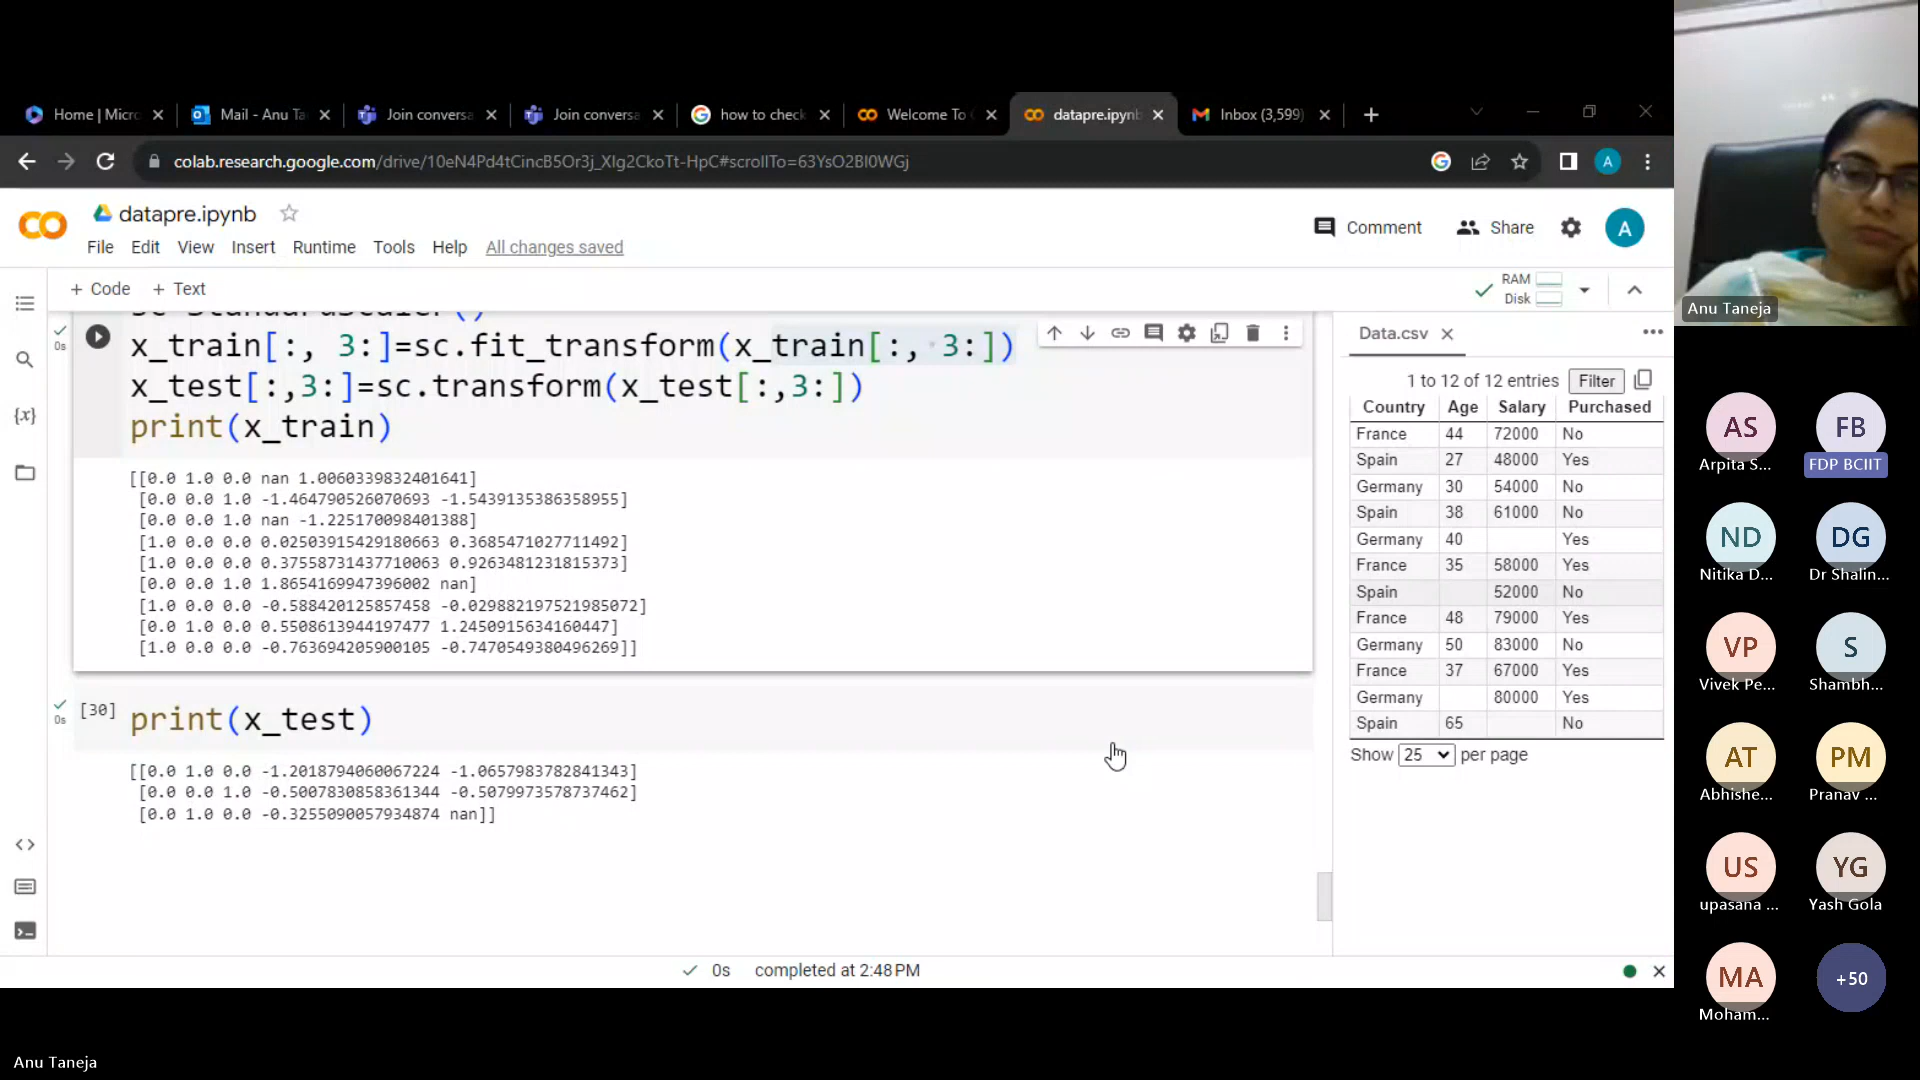 Home | Micro
Mail - Anu Ta
Join conversa
Join conversa
how to check
Welcome To C
datapre.ipynb
Inbox (3,599)
colab.research.google.com/drive/10eN4Pd4tCincB5Or3j_XIg2CkoTt-HpC#scrollTo=63YsO2BI0WGj
A
datapre.ipynb
File Edit View Insert Runtime Tools Help All changes saved
Comment
Share
A
+ Code + Text
RAM
Disk
0s
x_train[:, 3:]=sc.fit_transform(x_train[:, 3:])
x_test[:,3:]=sc.transform(x_test[:,3:])
print(x_train)
[[0.0 1.0 0.0 nan 1.0060339832401641]
[0.0 0.0 1.0 -1.464790526070693 -1.5439135386358955]
[0.0 0.0 1.0 nan -1.225170098401388]
[1.0 0.0 0.0 0.02503915429180663 0.3685471027711492]
[1.0 0.0 0.0 0.37558731437710063 0.9263481231815373]
[0.0 0.0 1.0 1.8654169947396002 nan]
[1.0 0.0 0.0 -0.588420125857458 -0.029882197521985072]
[0.0 1.0 0.0 0.5508613944197477 1.2450915634160447]
[1.0 0.0 0.0 -0.763694205900105 -0.7470549380496269]]
0s
[30] print(x_test)
[[0.0 1.0 0.0 -1.2018794060067224 -1.0657983782841343]
[0.0 0.0 1.0 -0.5007830858361344 -0.5079973578737462]
[0.0 1.0 0.0 -0.3255090057934874 nan]]
Data.csv
1 to 12 of 12 entries Filter
Country Age Salary Purchased
France 44 72000 No
Spain 27 48000 Yes
Germany 30 54000 No
Spain 38 61000 No
Germany 40 Yes
France 35 58000 Yes
Spain 52000 No
France 48 79000 Yes
Germany 50 83000 No
France 37 67000 Yes
Germany 80000 Yes
Spain 65 No
Show 25 per page
0s completed at 2:48 PM
Anu Taneja
AS
Arpita S...
FB
FDP BCIIT
ND
Nitika D...
DG
Dr Shalin...
VP
Vivek Pe...
S
Shambh...
AT
Abhishe...
PM
Pranav ...
US
upasana ...
YG
Yash Gola
MA
Moham...
+50
Anu Taneja